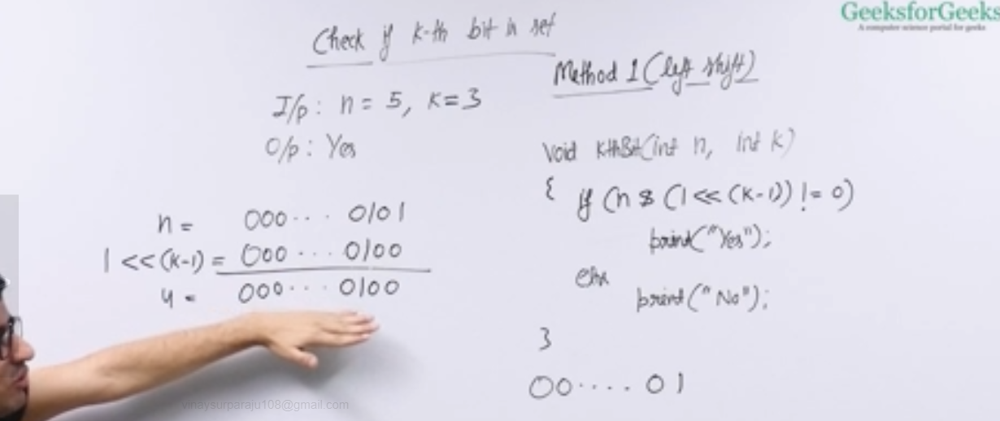 GeeksforGeeks
A computer science portal for geeks
Check if k-th bit is set
I/p: n = 5, k=3
O/p: Yes
n = 000.... 0101
1 << (k-1) = 000 .... 0100
y = 000... 0100
Method 1 (left shift)
void kthBit(int n, int k)
{ if (n & (1 << (k-1)) != 0)
print("Yes");
else
print("No");
}
00..... 01
vinaysurparaju108@gmail.com